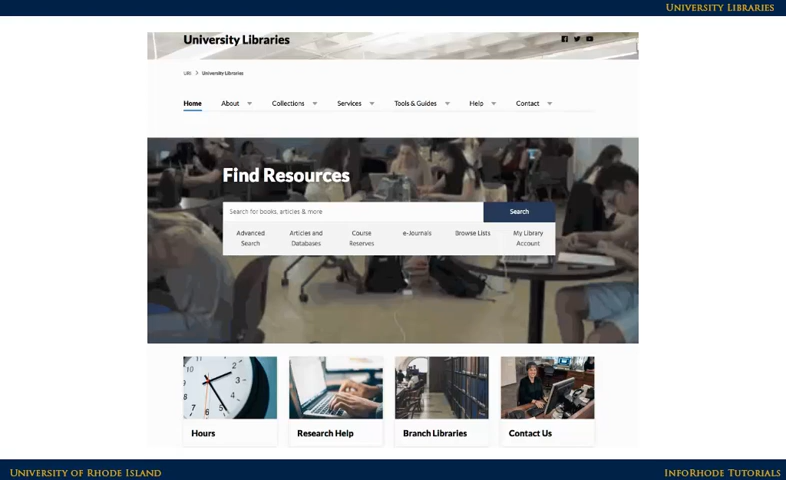 UNIVERSITY LIBRARIES
University Libraries
URI > University Libraries
Home About Collections Services Tools & Guides Help Contact
Find Resources
Search for books, articles & more Search
Advanced Search Articles and Databases Course Reserves e-Journals Browse Lists My Library Account
Hours Research Help Branch Libraries Contact Us
UNIVERSITY OF RHODE ISLAND INFORHODE TUTORIALS